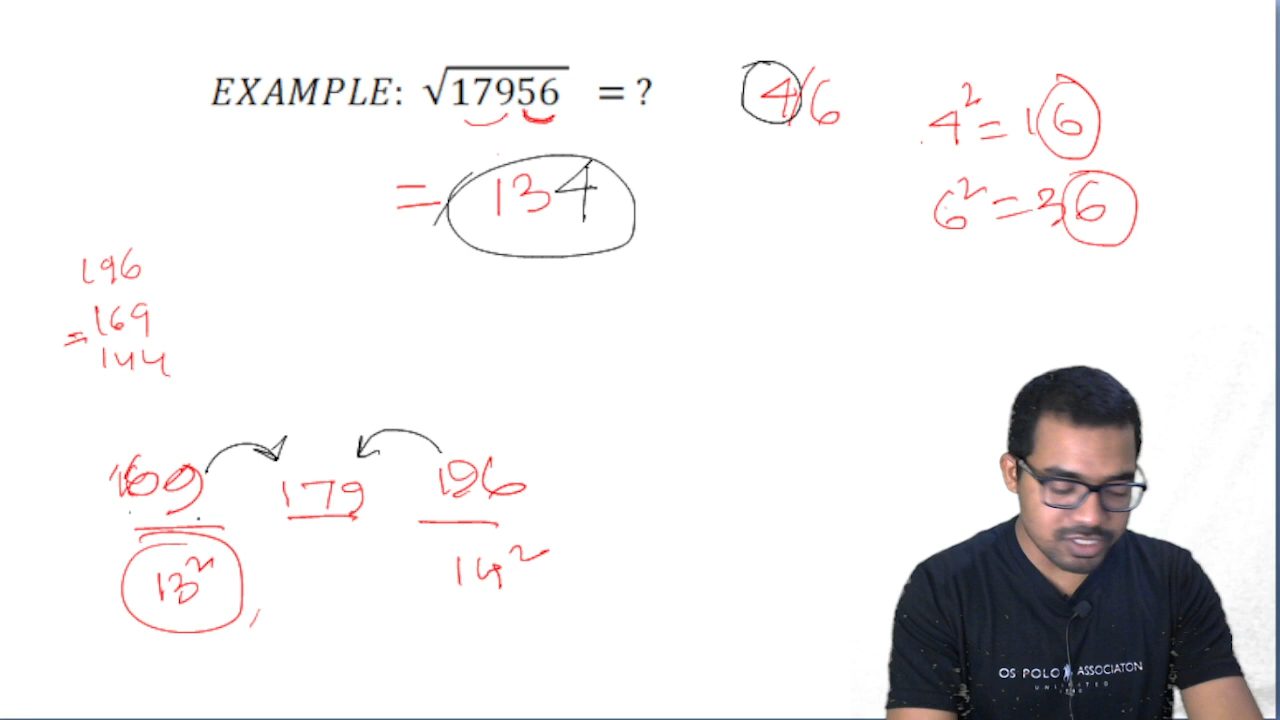 EXAMPLE: √17956 = ?
4/6
4² = 16
6² = 36
= 134
196
= 169
144
169 179 196
13² , 14²
OS POLO ASSOCIATON
UNLIMITED